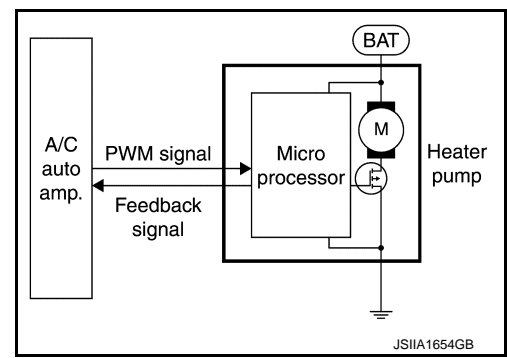 BAT
A/C
auto
amp.
PWM signal
Feedback
signal
Micro
processor
M
Heater
pump
JSIIA1654GB